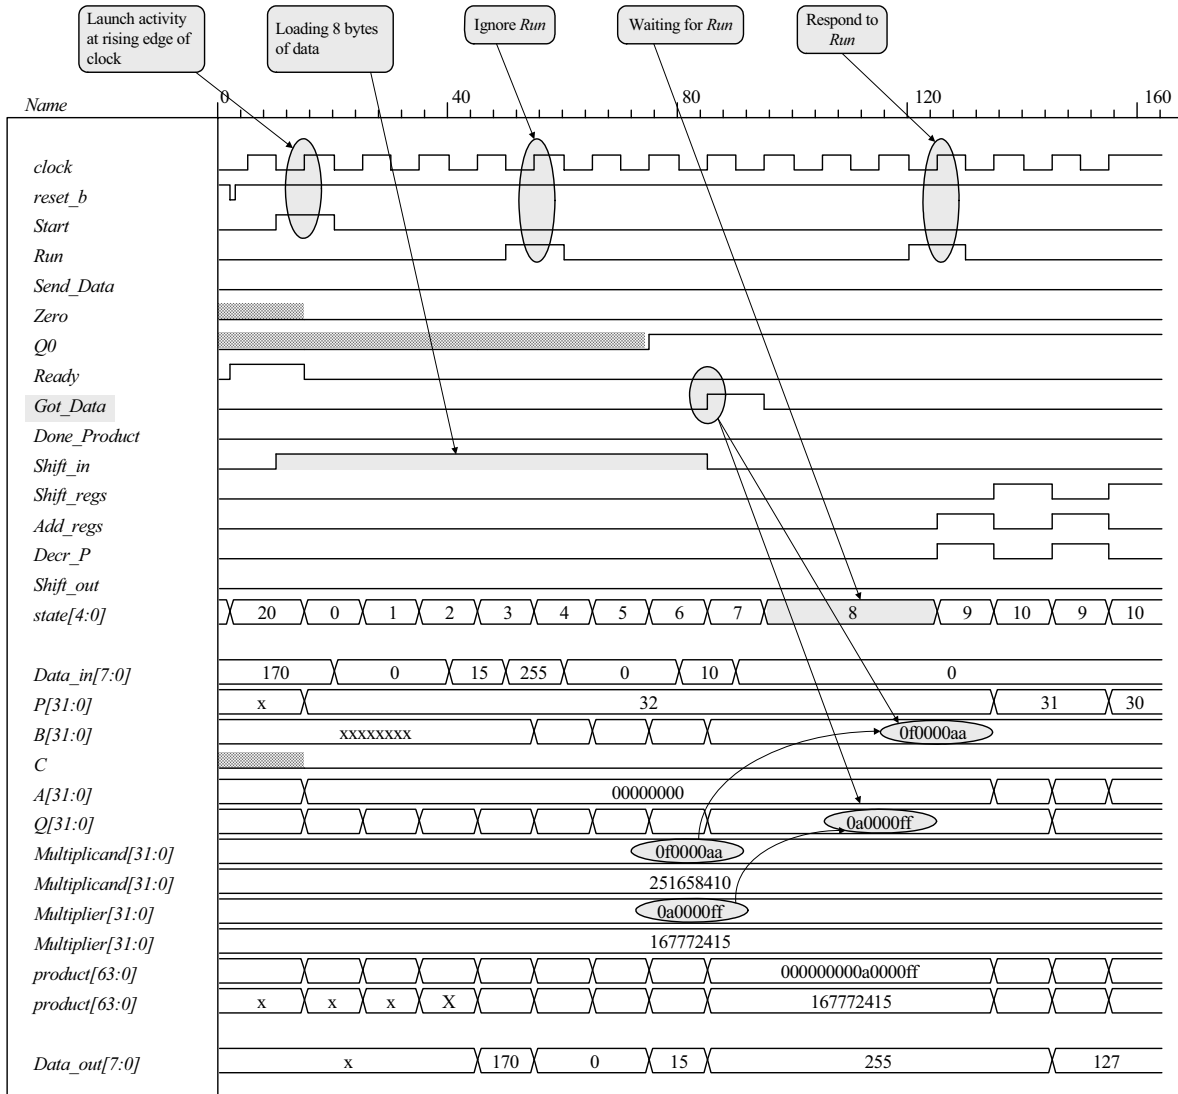 Launch activity
at rising edge of
clock
Loading 8 bytes
of data
Ignore Run
Waiting for Run
Respond to
Run
Name 0 40 80 120 160
clock
reset_b
Start
Run
Send_Data
Zero
Q0
Ready
Got_Data
Done_Product
Shift_in
Shift_regs
Add_regs
Decr_P
Shift_out
state[4:0] 20 0 1 2 3 4 5 6 7 8 9 10 9 10
Data_in[7:0] 170 0 15 255 0 10 0
P[31:0] x 32 31 30
B[31:0] xxxxxxxx 0f0000aa
C
A[31:0] 00000000
Q[31:0] 0a0000ff
Multiplicand[31:0] 0f0000aa
Multiplicand[31:0] 251658410
Multiplier[31:0] 0a0000ff
Multiplier[31:0] 167772415
product[63:0] 000000000a0000ff
product[63:0] x x x X 167772415
Data_out[7:0] x 170 0 15 255 127